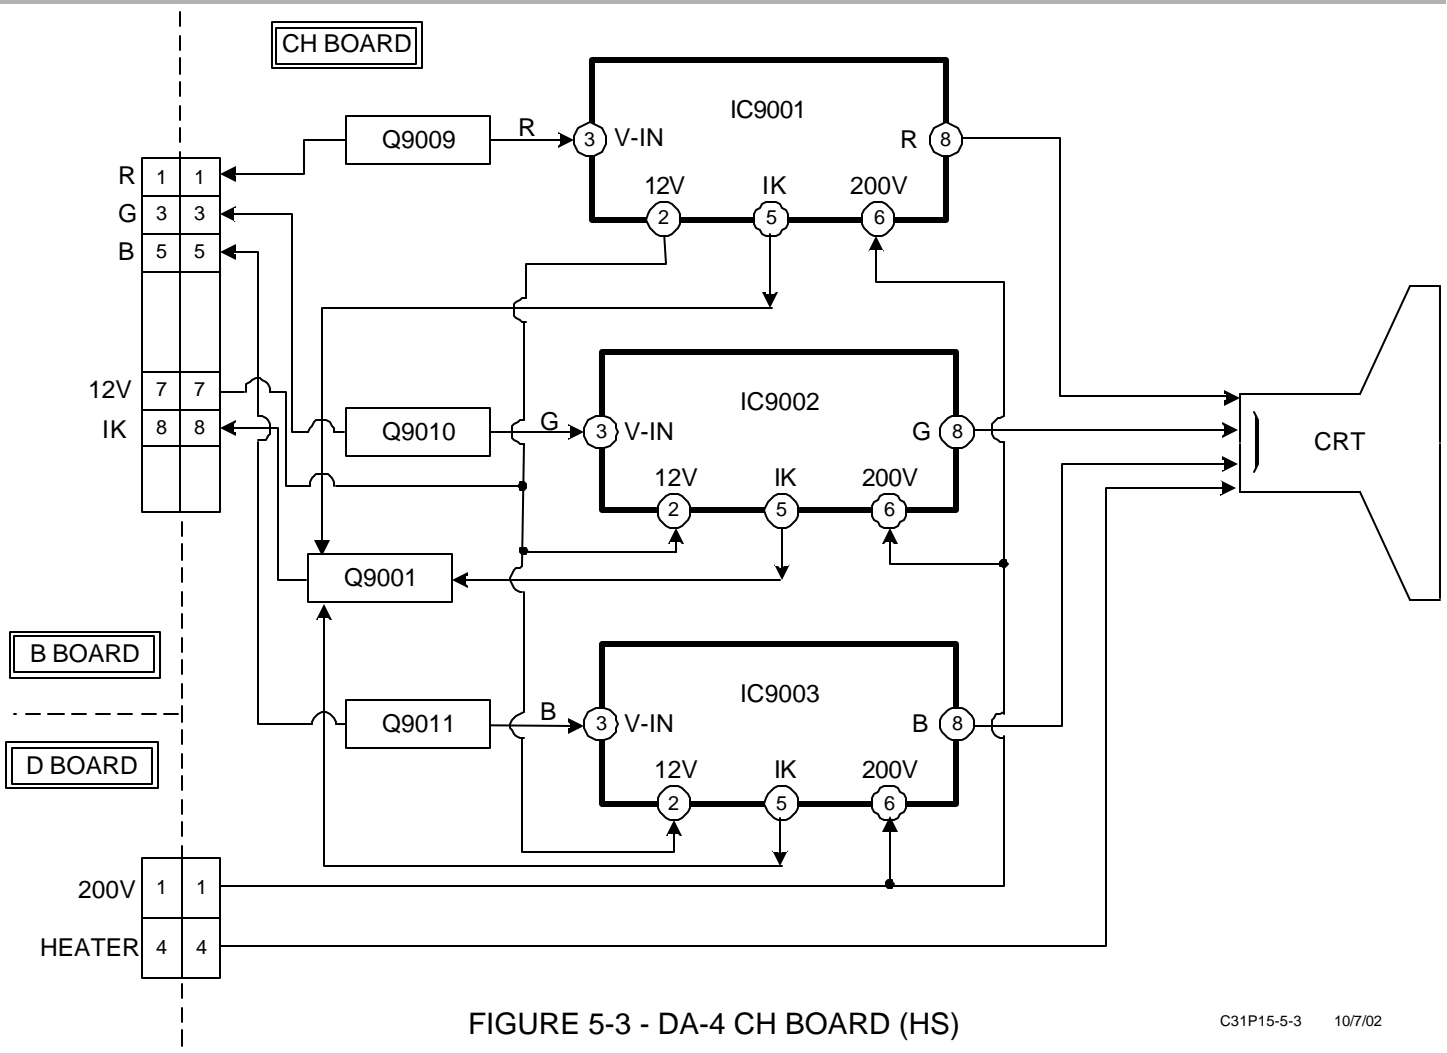 CH BOARD
IC9001
Q9009
R
3
V-IN
R
8
R
1
1
12V
IK
200V
2
5
6
G
3
3
B
5
5
12V
7
7
IC9002
IK
8
8
Q9010
G
3
V-IN
G
8
CRT
12V
IK
200V
2
5
6
Q9001
B BOARD
IC9003
Q9011
B
3
V-IN
B
8
D BOARD
12V
IK
200V
2
5
6
200V
1
1
HEATER
4
4
FIGURE 5-3 - DA-4 CH BOARD (HS)
C31P15-5-3 10/7/02